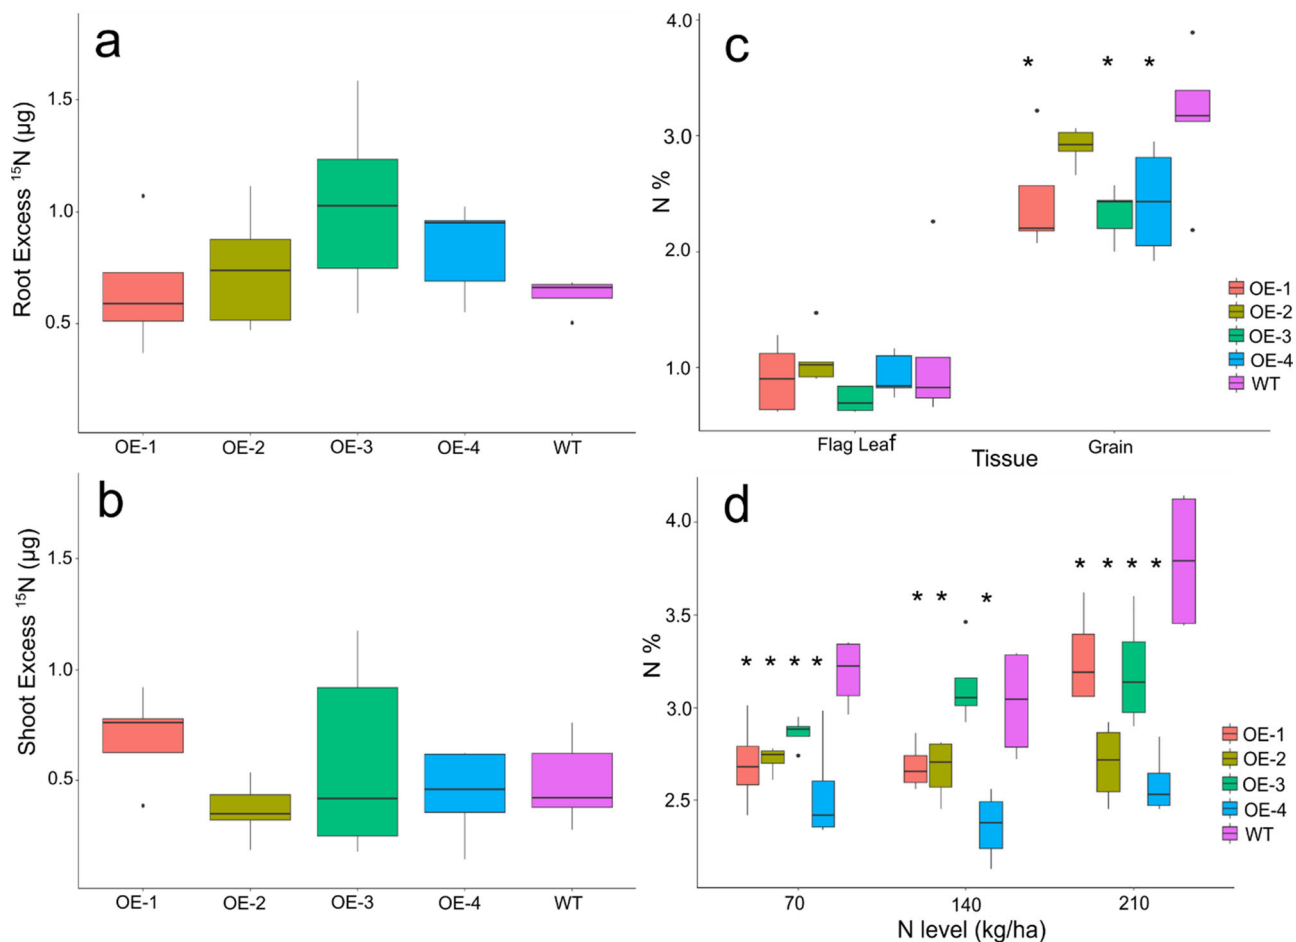 a
Root Excess ¹⁵N (µg)
1.5
1.0
0.5
OE-1 OE-2 OE-3 OE-4 WT
b
Shoot Excess ¹⁵N (µg)
1.5
1.0
0.5
OE-1 OE-2 OE-3 OE-4 WT
c
N %
4.0
3.0
2.0
1.0
* * *
OE-1
OE-2
OE-3
OE-4
WT
Flag Leaf Grain
Tissue
d
N %
4.0
3.5
3.0
2.5
* * * * * * * * * * *
OE-1
OE-2
OE-3
OE-4
WT
70 140 210
N level (kg/ha)